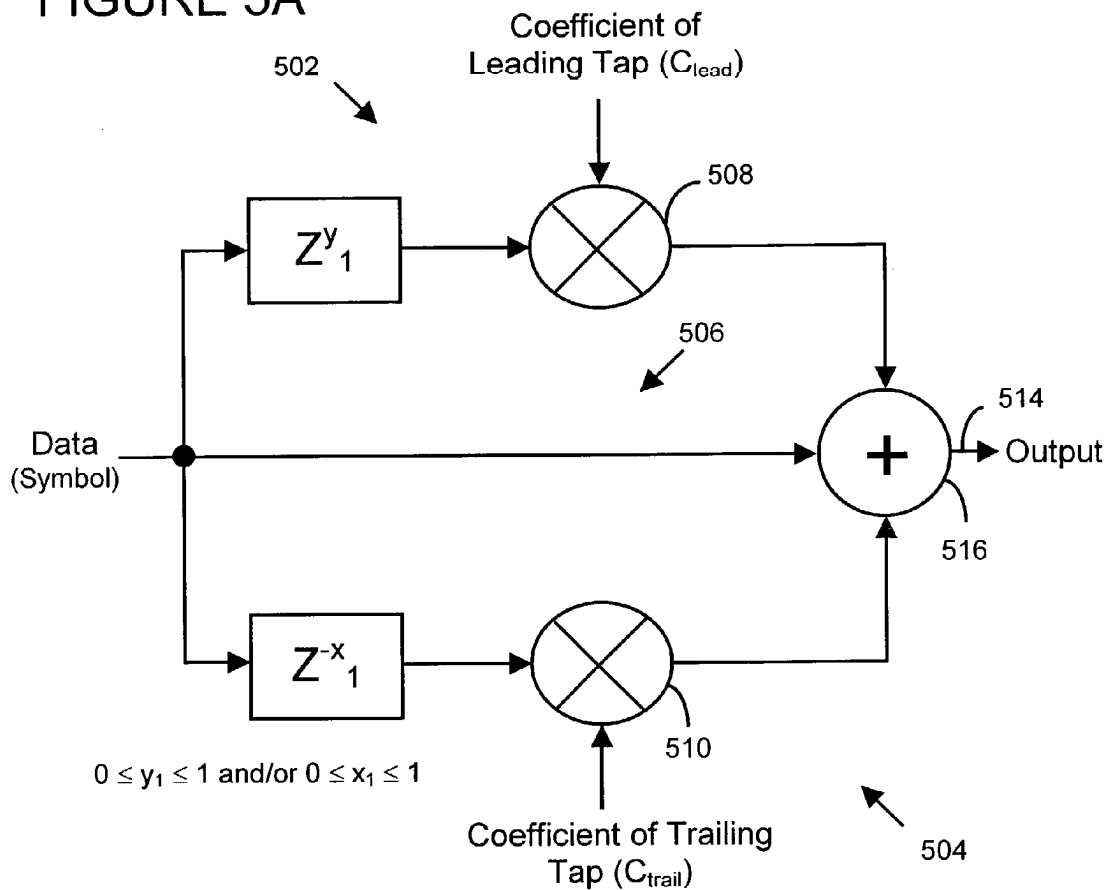 FIGURE 5A
Coefficient of
Leading Tap (Clead)
502
508
Zy1
506
Data
(Symbol)
+
514
Output
516
Z-x1
510
0 ≤ y1 ≤ 1 and/or 0 ≤ x1 ≤ 1
Coefficient of Trailing
Tap (Ctrail)
504